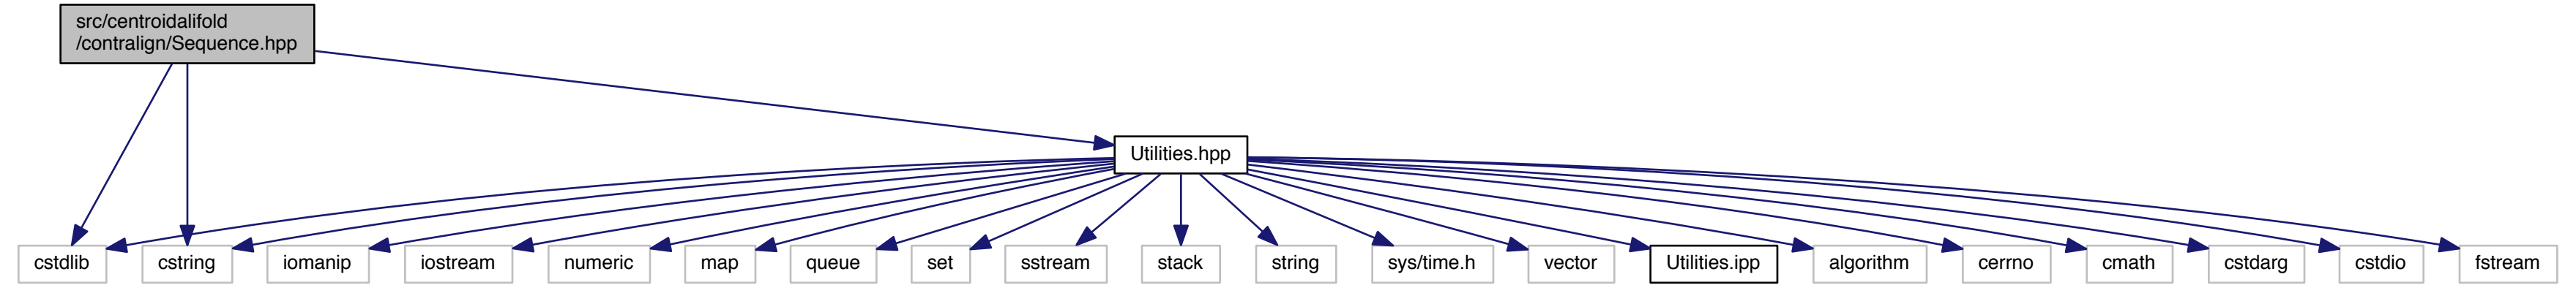 src/centroidalifold
/contralign/Sequence.hpp
Utilities.hpp
cstdlib
cstring
iomanip
iostream
numeric
map
queue
set
sstream
stack
string
sys/time.h
vector
Utilities.ipp
algorithm
cerrno
cmath
cstdarg
cstdio
fstream